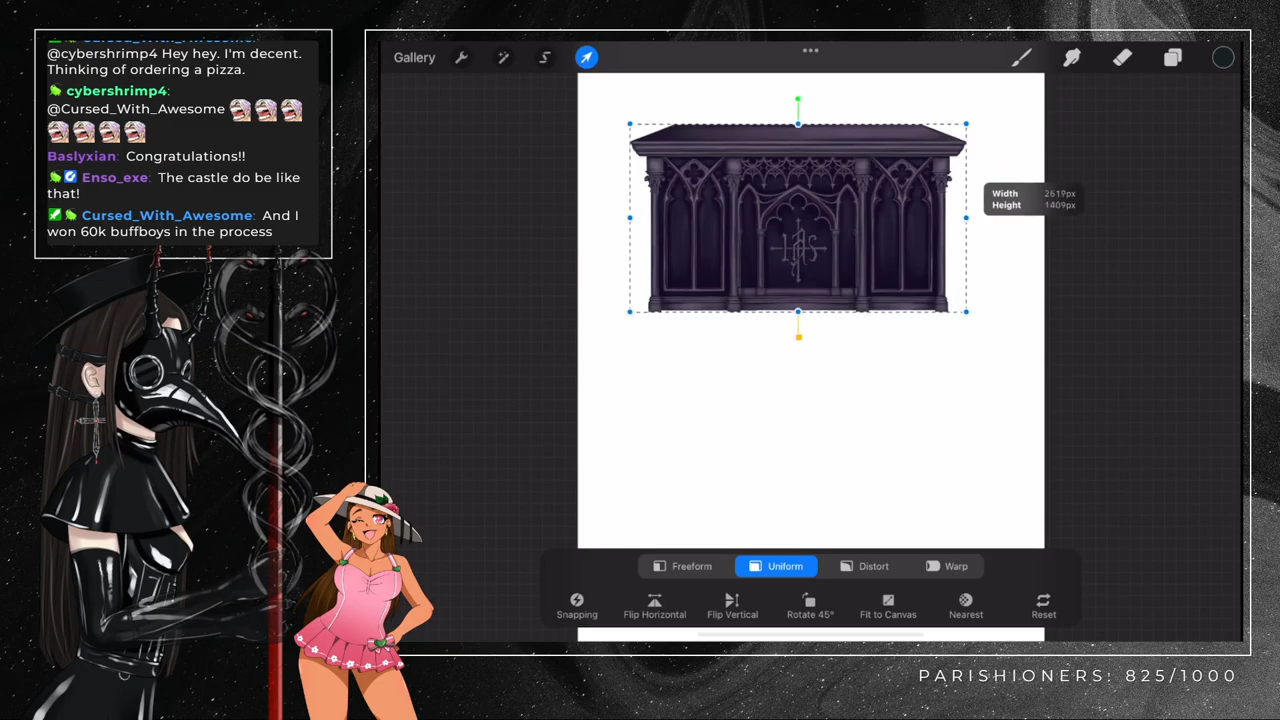 @cybershrimp4 Hey hey. I'm decent.
Thinking of ordering a pizza.
cybershrimp4:
@Cursed_With_Awesome
Baslyxian: Congratulations!!
Enso_exe: The castle do be like
that!
Cursed_With_Awesome: And I
won 60k buffboys in the process
Gallery
Width 2519px
Height 1409px
IHS
Freeform
Uniform
Distort
Warp
Snapping
Flip Horizontal
Flip Vertical
Rotate 45°
Fit to Canvas
Nearest
Reset
PARISHIONERS: 825/1000